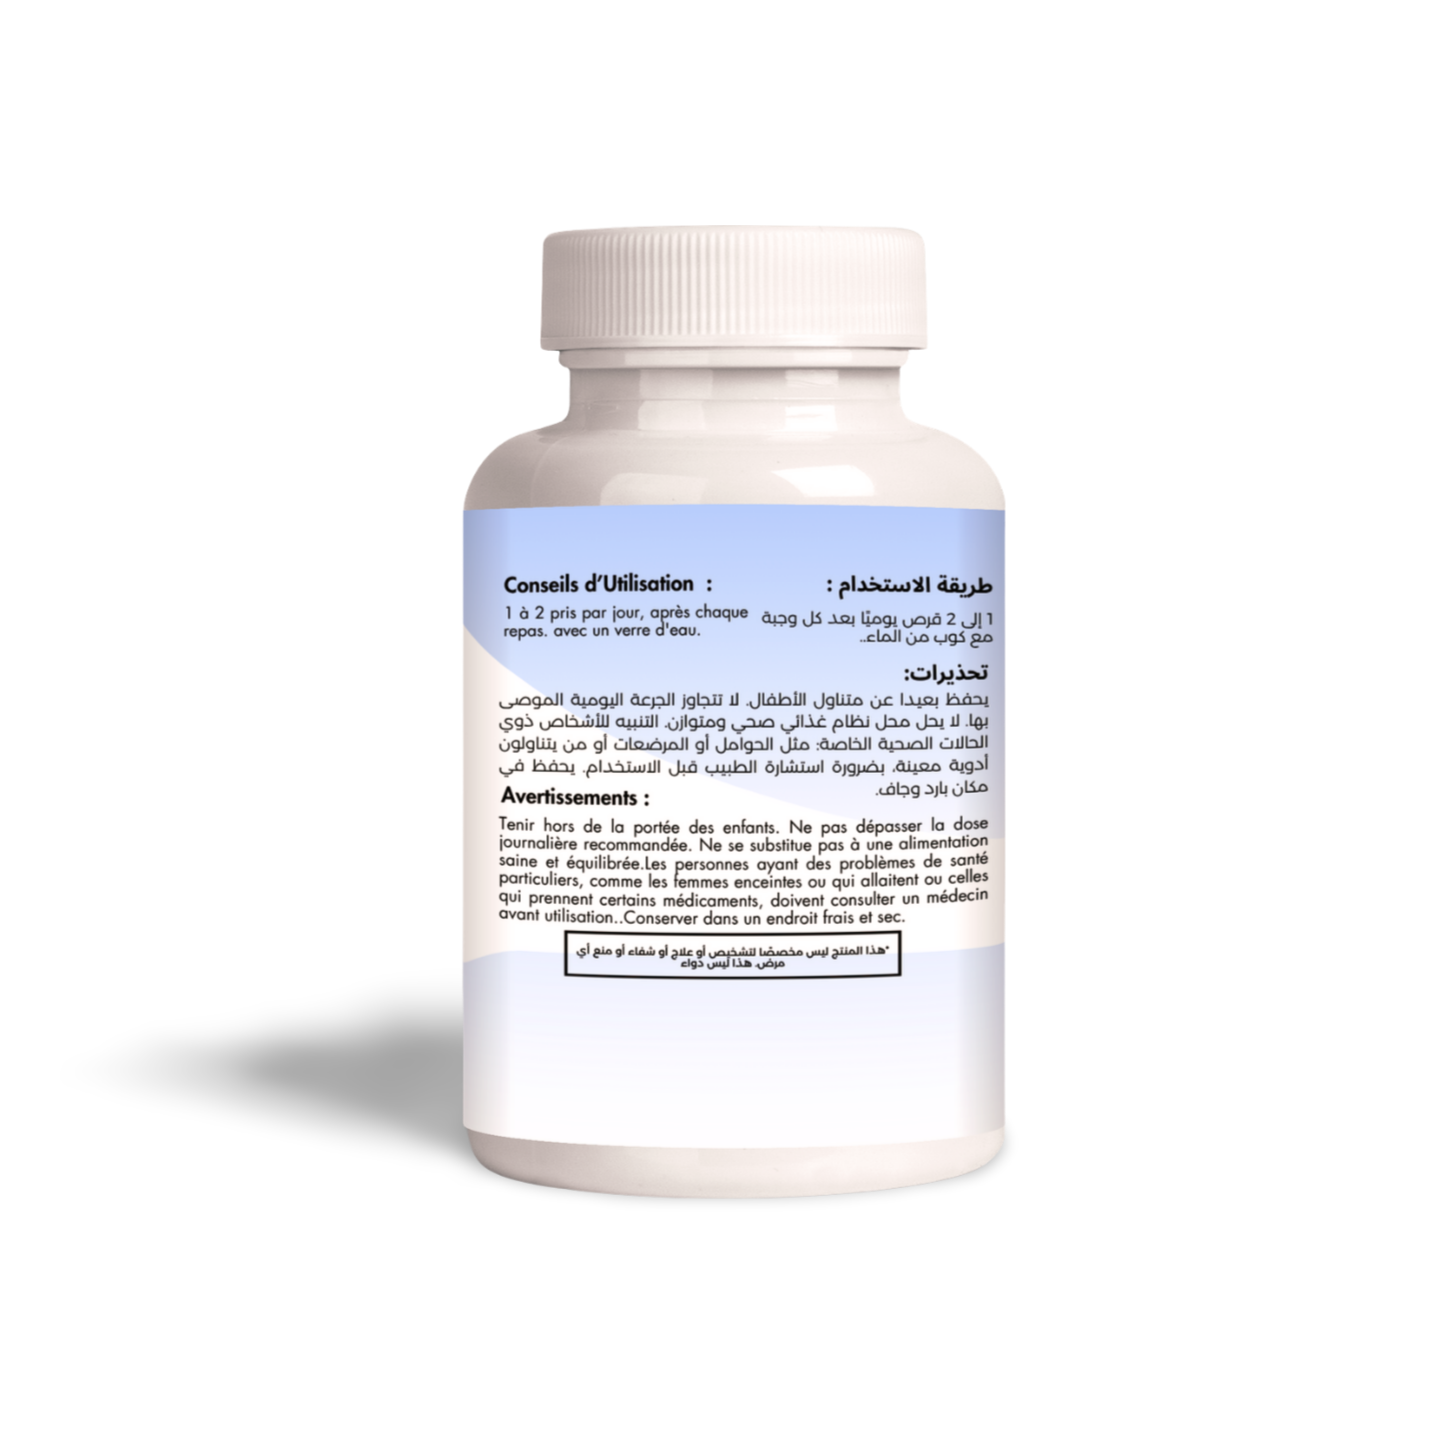 Conseils d'Utilisation :
1 à 2 pris par jour, après chaque
repas. avec un verre d'eau.
طريقة الاستخدام :
1 إلى 2 قرص يوميًا بعد كل وجبة
مع كوب من الماء..
تحذيرات:
يحفظ بعيدا عن متناول الأطفال. لا تتجاوز الجرعة اليومية الموصى
بها. لا يحل محل نظام غذائي صحي ومتوازن. التنبيه للأشخاص ذوي
الحالات الصحية الخاصة: مثل الحوامل أو المرضعات أو من يتناولون
أدوية معينة، بضرورة استشارة الطبيب قبل الاستخدام. يحفظ في
مكان بارد وجاف.
Avertissements :
Tenir hors de la portée des enfants. Ne pas dépasser la dose
journalière recommandée. Ne se substitue pas à une alimentation
saine et équilibrée.Les personnes ayant des problèmes de santé
particuliers, comme les femmes enceintes ou qui allaitent ou celles
qui prennent certains médicaments, doivent consulter un médecin
avant utilisation..Conserver dans un endroit frais et sec.
*هذا المنتج ليس مخصصًا لتشخيص أو علاج أو شفاء أو منع أي
مرض. هذا ليس دواء